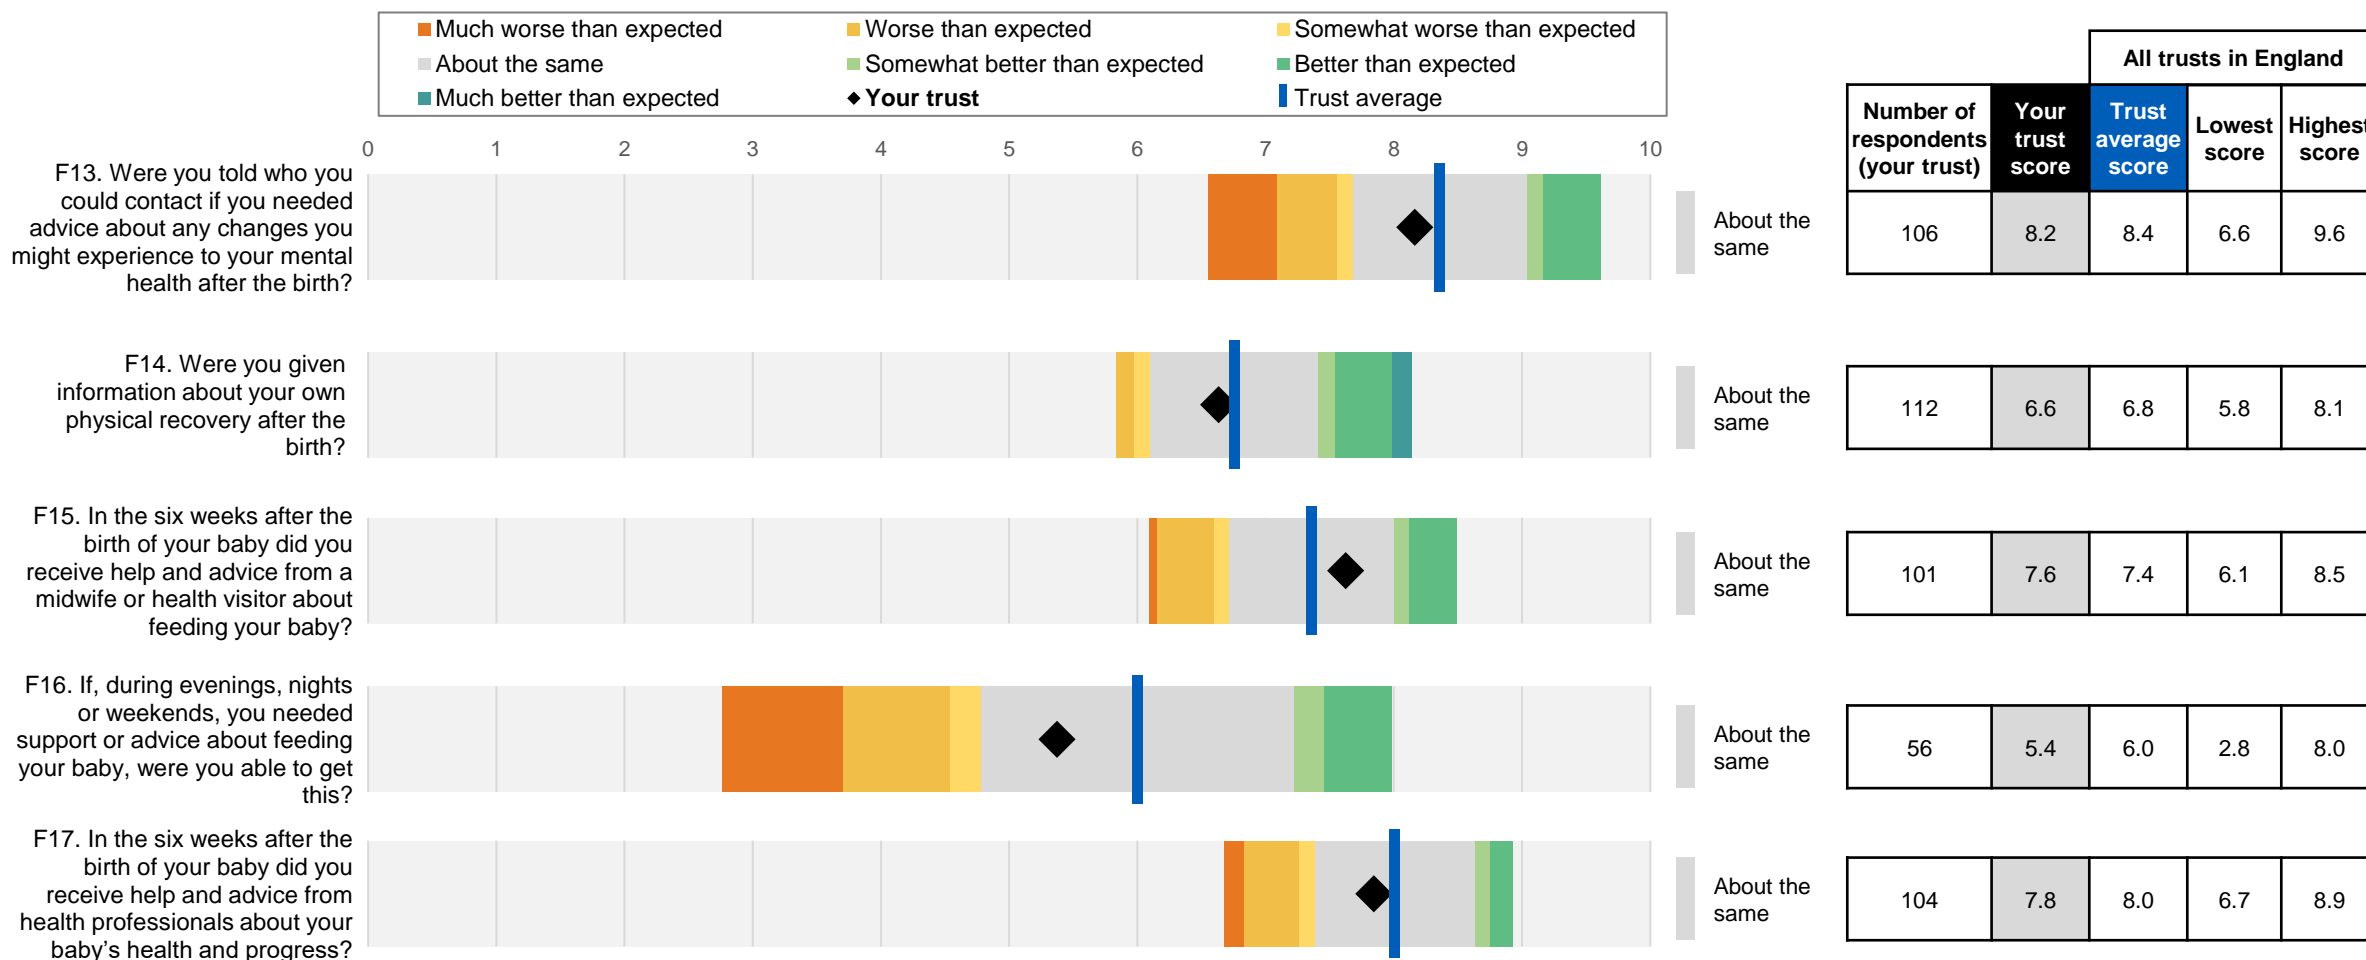 Much worse than expected
Worse than expected
Somewhat worse than expected
About the same
Somewhat better than expected
Better than expected
Much better than expected
Your trust
Trust average
All trusts in England
Number of
respondents
(your trust)
Your
trust
score
Trust
average
score
Lowest
score
Highest
score
0 1 2 3 4 5 6 7 8 9 10
F13. Were you told who you
could contact if you needed
advice about any changes you
might experience to your mental
health after the birth?
About the
same
106 8.2 8.4 6.6 9.6
F14. Were you given
information about your own
physical recovery after the
birth?
About the
same
112 6.6 6.8 5.8 8.1
F15. In the six weeks after the
birth of your baby did you
receive help and advice from a
midwife or health visitor about
feeding your baby?
About the
same
101 7.6 7.4 6.1 8.5
F16. If, during evenings, nights
or weekends, you needed
support or advice about feeding
your baby, were you able to get
this?
About the
same
56 5.4 6.0 2.8 8.0
F17. In the six weeks after the
birth of your baby did you
receive help and advice from
health professionals about your
baby's health and progress?
About the
same
104 7.8 8.0 6.7 8.9